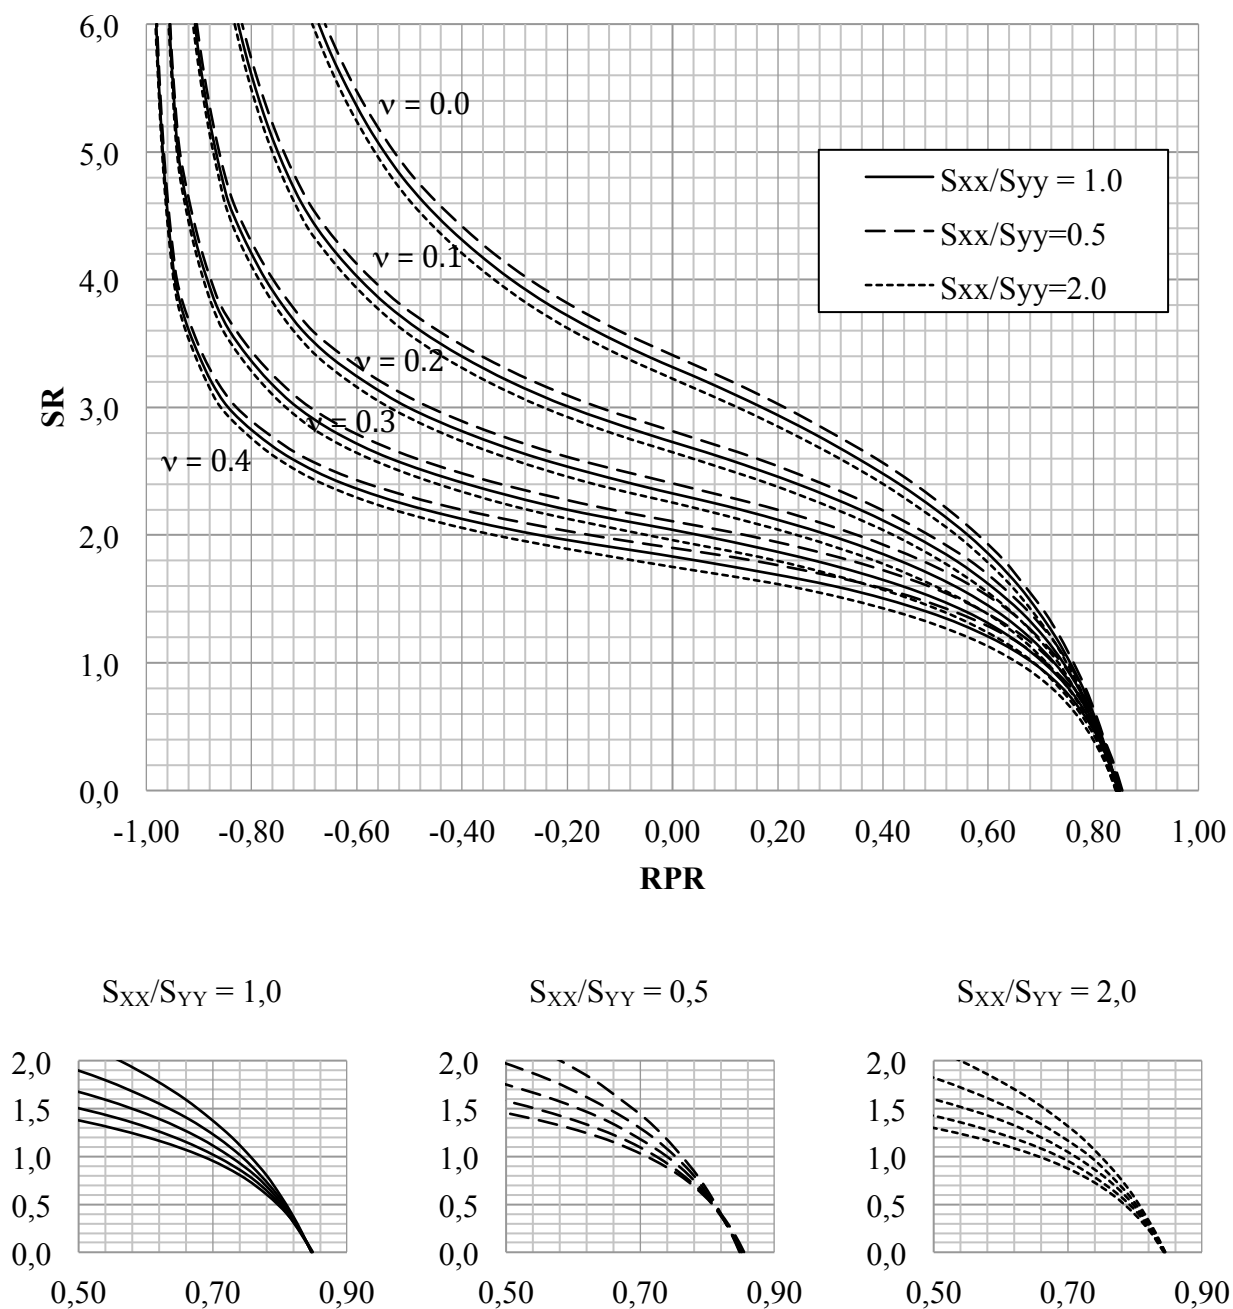 6,0
5,0
4,0
3,0
2,0
1,0
0,0
SR
ν = 0.0
ν = 0.1
ν = 0.2
ν = 0.3
ν = 0.4
Sxx/Syy = 1.0
Sxx/Syy=0.5
Sxx/Syy=2.0
-1,00 -0,80 -0,60 -0,40 -0,20 0,00 0,20 0,40 0,60 0,80 1,00
RPR
SXX/SYY = 1,0
2,0
1,5
1,0
0,5
0,0
0,50 0,70 0,90
SXX/SYY = 0,5
2,0
1,5
1,0
0,5
0,0
0,50 0,70 0,90
SXX/SYY = 2,0
2,0
1,5
1,0
0,5
0,0
0,50 0,70 0,90